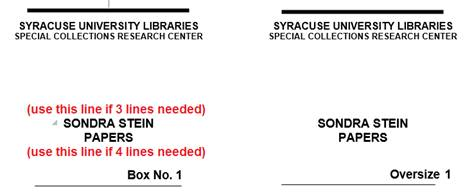 SYRACUSE UNIVERSITY LIBRARIES
SPECIAL COLLECTIONS RESEARCH CENTER
(use this line if 3 lines needed)
SONDRA STEIN
PAPERS
(use this line if 4 lines needed)
Box No. 1
SYRACUSE UNIVERSITY LIBRARIES
SPECIAL COLLECTIONS RESEARCH CENTER
SONDRA STEIN
PAPERS
Oversize 1